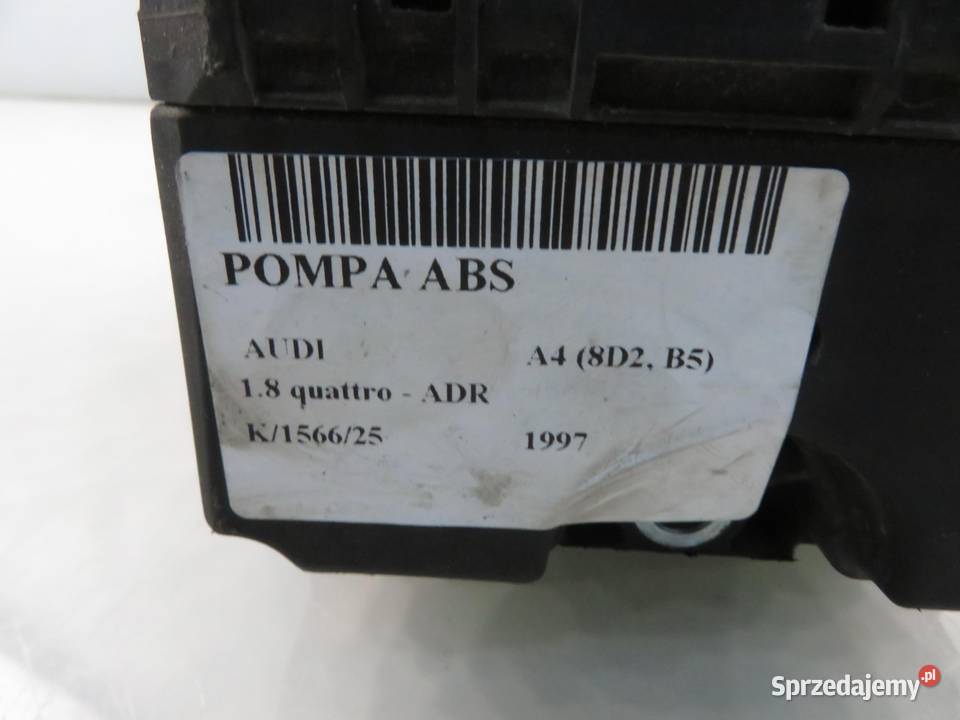 POMPA ABS
AUDI A4 (8D2, B5)
1.8 quattro - ADR
K/1566/25 1997
Sprzedajemy.pl